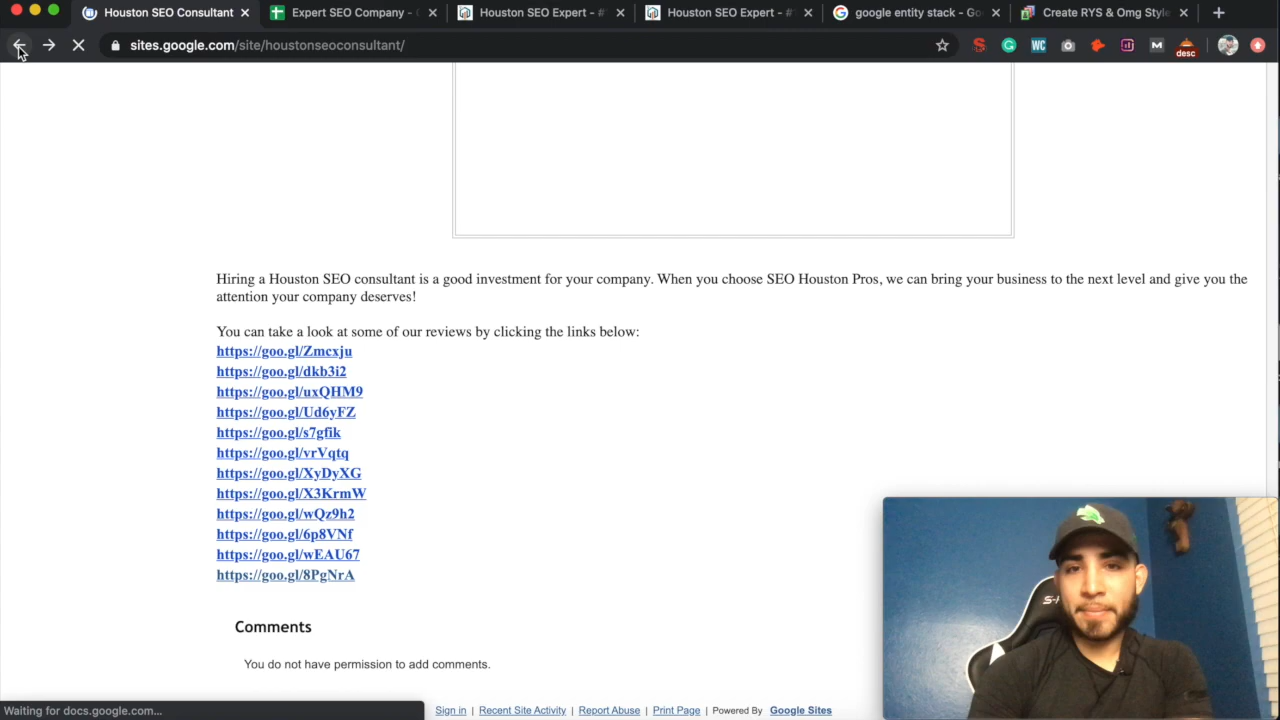 Houston SEO Consultant
Expert SEO Company - G
Houston SEO Expert - #1
Houston SEO Expert - #1
google entity stack - Goo
Create RYS & Omg Style
sites.google.com/site/houstonseoconsultant/
WC
desc
Hiring a Houston SEO consultant is a good investment for your company. When you choose SEO Houston Pros, we can bring your business to the next level and give you the
attention your company deserves!
You can take a look at some of our reviews by clicking the links below:
https://goo.gl/Zmcxju
https://goo.gl/dkb3i2
https://goo.gl/uxQHM9
https://goo.gl/Ud6yFZ
https://goo.gl/s7gfik
https://goo.gl/vrVqtq
https://goo.gl/XyDyXG
https://goo.gl/X3KrmW
https://goo.gl/wQz9h2
https://goo.gl/6p8VNf
https://goo.gl/wEAU67
https://goo.gl/8PgNrA
Comments
You do not have permission to add comments.
Waiting for docs.google.com...
Sign in | Recent Site Activity | Report Abuse | Print Page | Powered By Google Sites